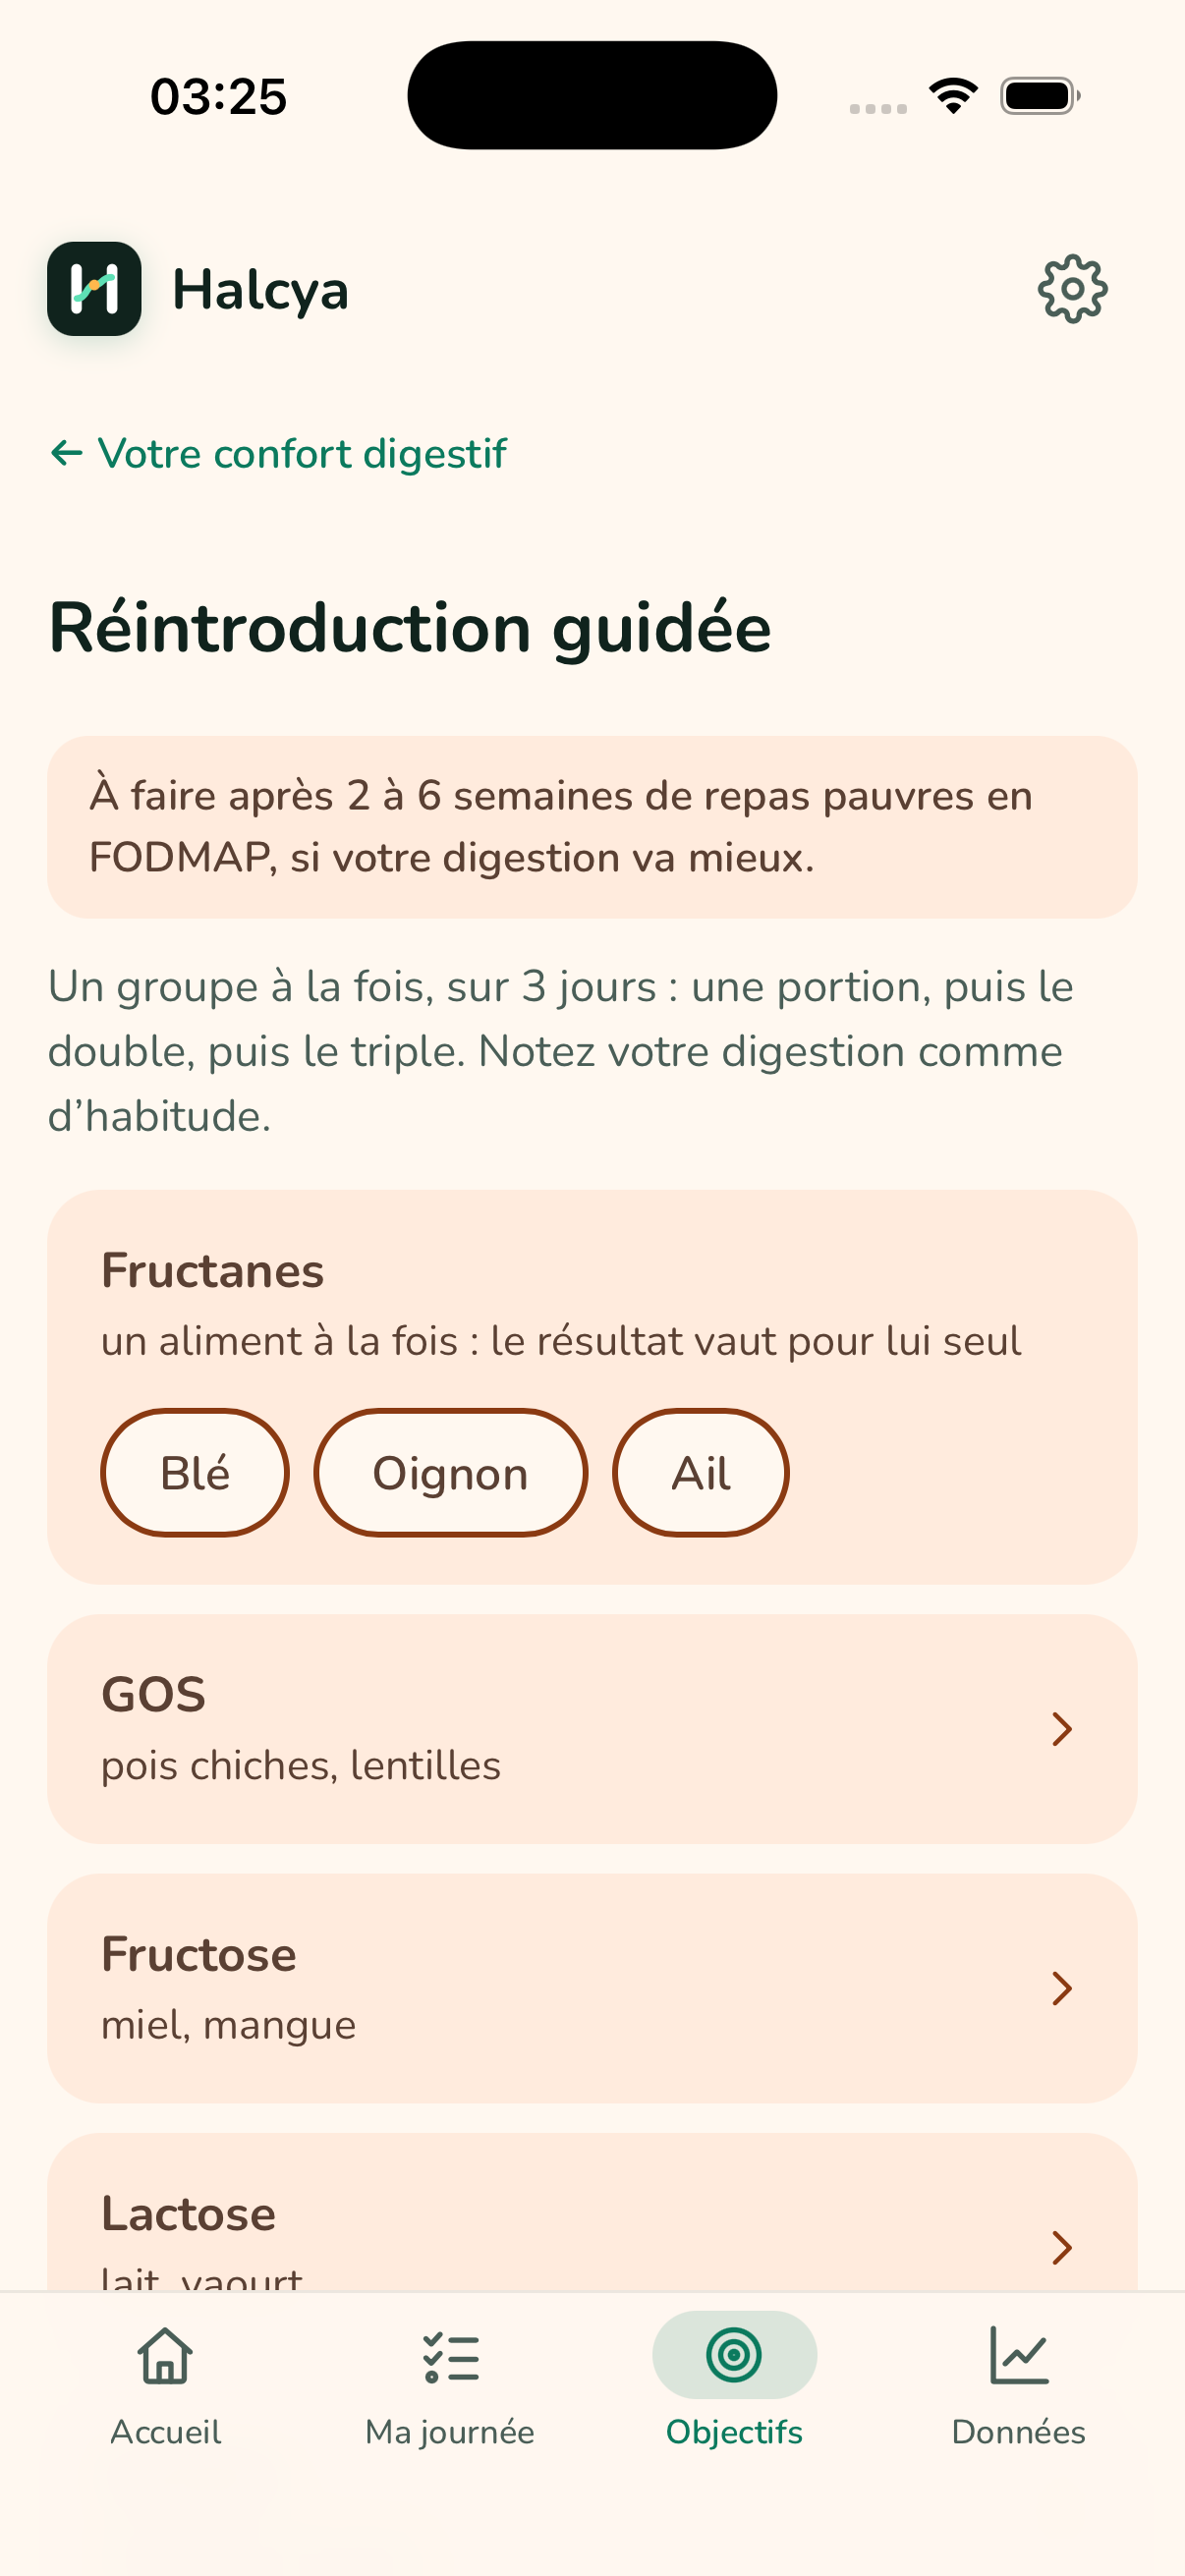 03:25
Halcya
← Votre confort digestif
Réintroduction guidée
À faire après 2 à 6 semaines de repas pauvres en
FODMAP, si votre digestion va mieux.
Un groupe à la fois, sur 3 jours : une portion, puis le
double, puis le triple. Notez votre digestion comme
d’habitude.
Fructanes
un aliment à la fois : le résultat vaut pour lui seul
Blé Oignon Ail
GOS
pois chiches, lentilles
Fructose
miel, mangue
Lactose
lait, yaourt
Accueil Ma journée Objectifs Données